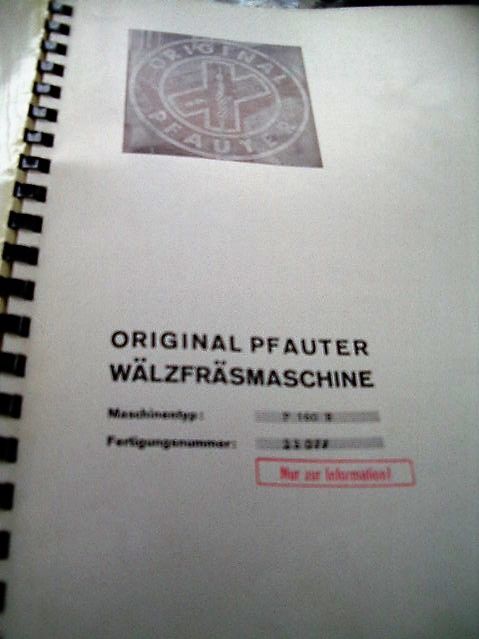 ORIGINAL
PFAUTER
ORIGINAL PFAUTER
WÄLZFRÄSMASCHINE
Maschinentyp:
Fertigungsnummer:
Nur zur Information!